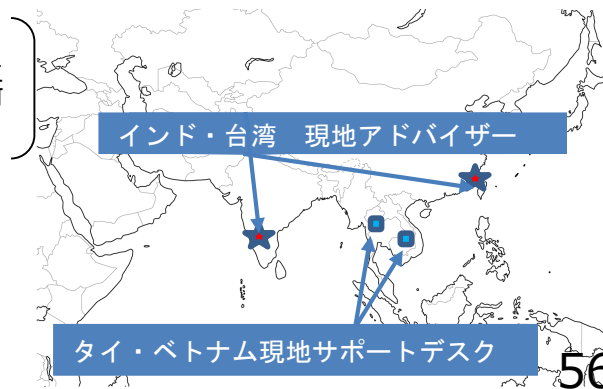 インド・台湾　現地アドバイザー
タイ・ベトナム現地サポートデスク
56